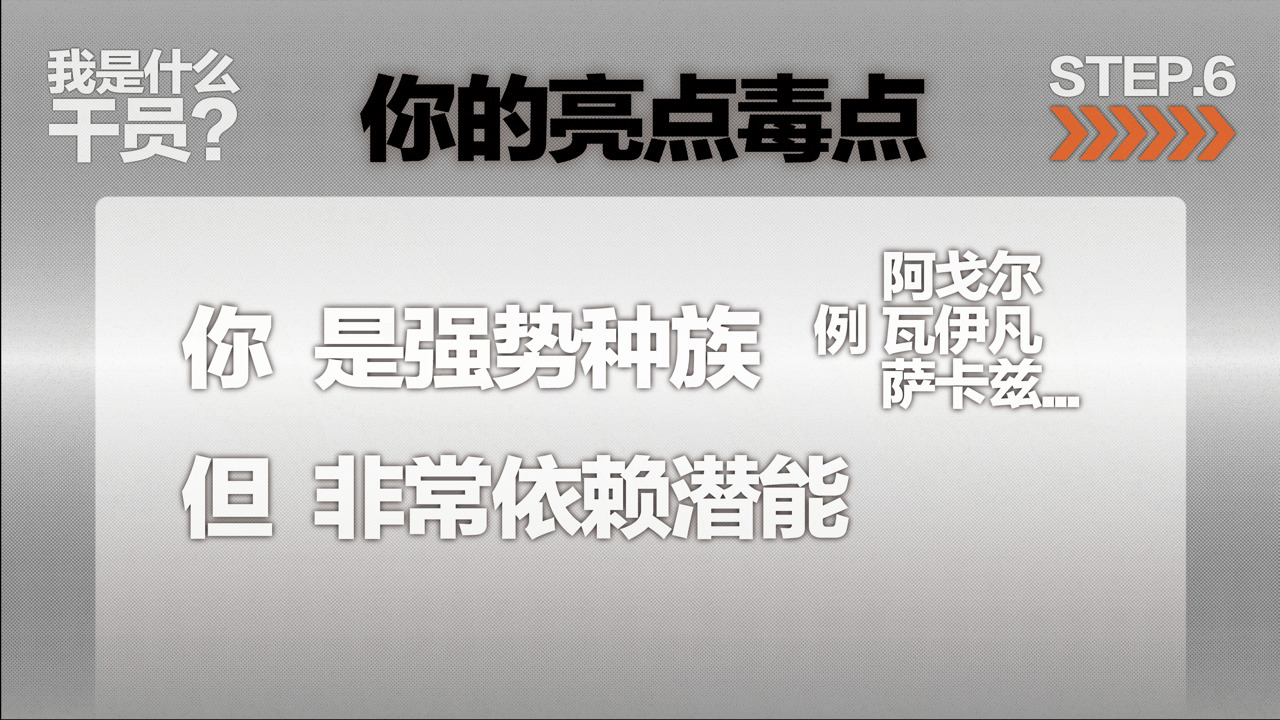 我是什么
干员?
你的亮点毒点
STEP.6
你 是强势种族 例 阿戈尔
瓦伊凡
萨卡兹...
但 非常依赖潜能